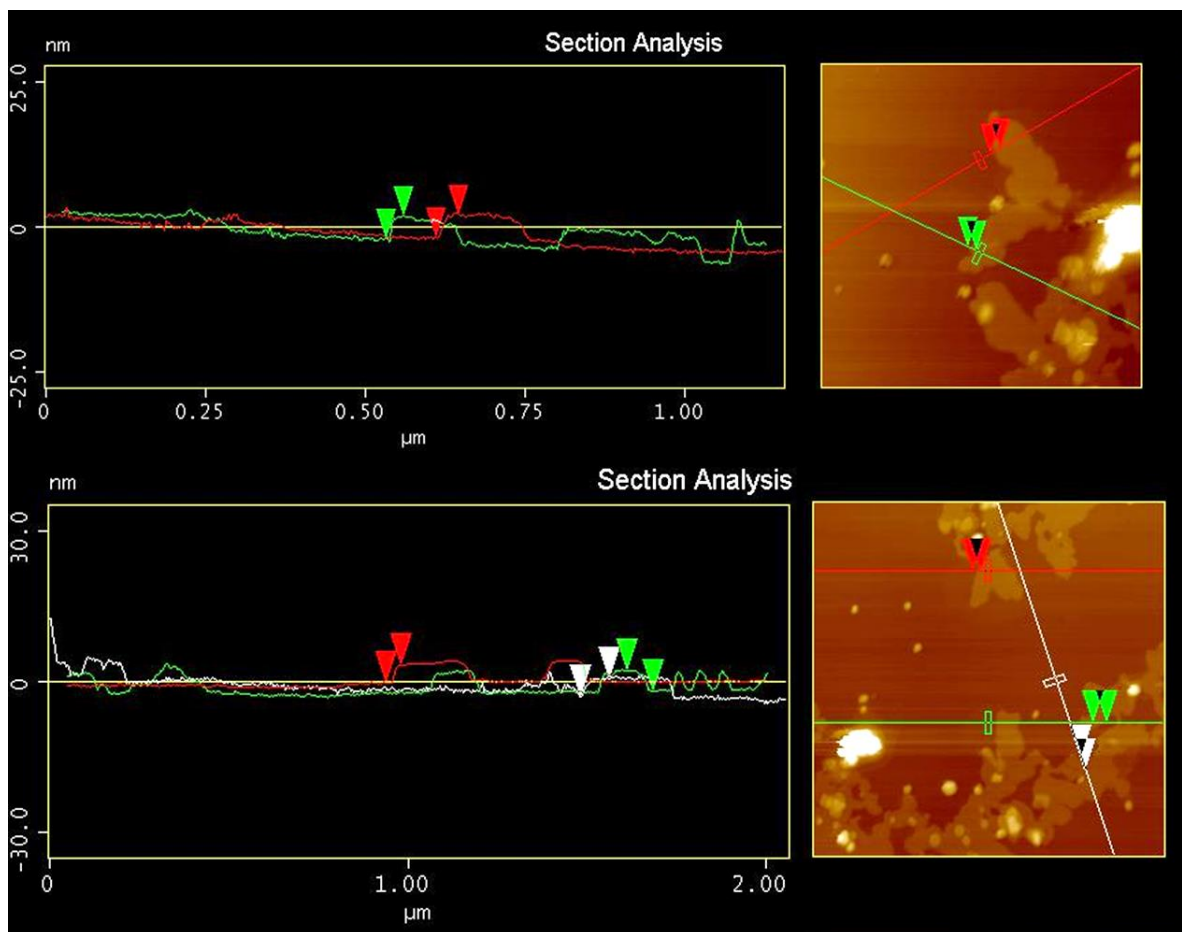 Section Analysis
nm
25.0
0
-25.0
0 0.25 0.50 0.75 1.00
µm
Section Analysis
nm
30.0
0
-30.0
0 1.00 2.00
µm